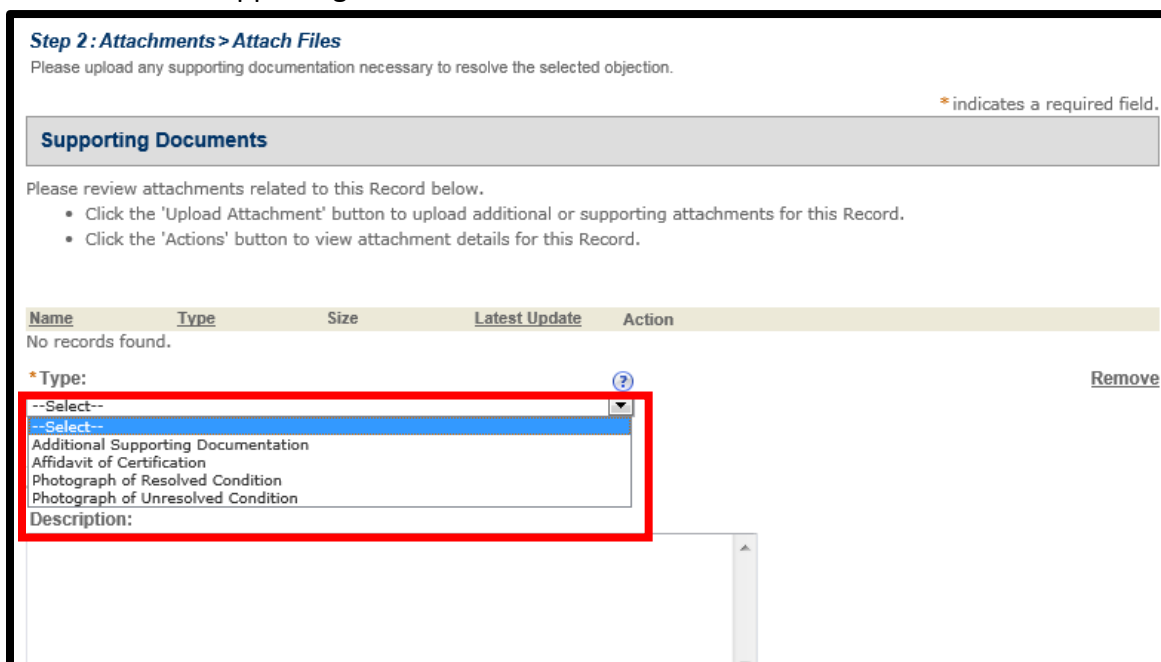 Step 2 : Attachments > Attach Files
Please upload any supporting documentation necessary to resolve the selected objection.
* indicates a required field.
Supporting Documents
Please review attachments related to this Record below.
• Click the 'Upload Attachment' button to upload additional or supporting attachments for this Record.
• Click the 'Actions' button to view attachment details for this Record.
Name Type Size Latest Update Action
No records found.
* Type: ? Remove
--Select--
--Select--
Additional Supporting Documentation
Affidavit of Certification
Photograph of Resolved Condition
Photograph of Unresolved Condition
Description: